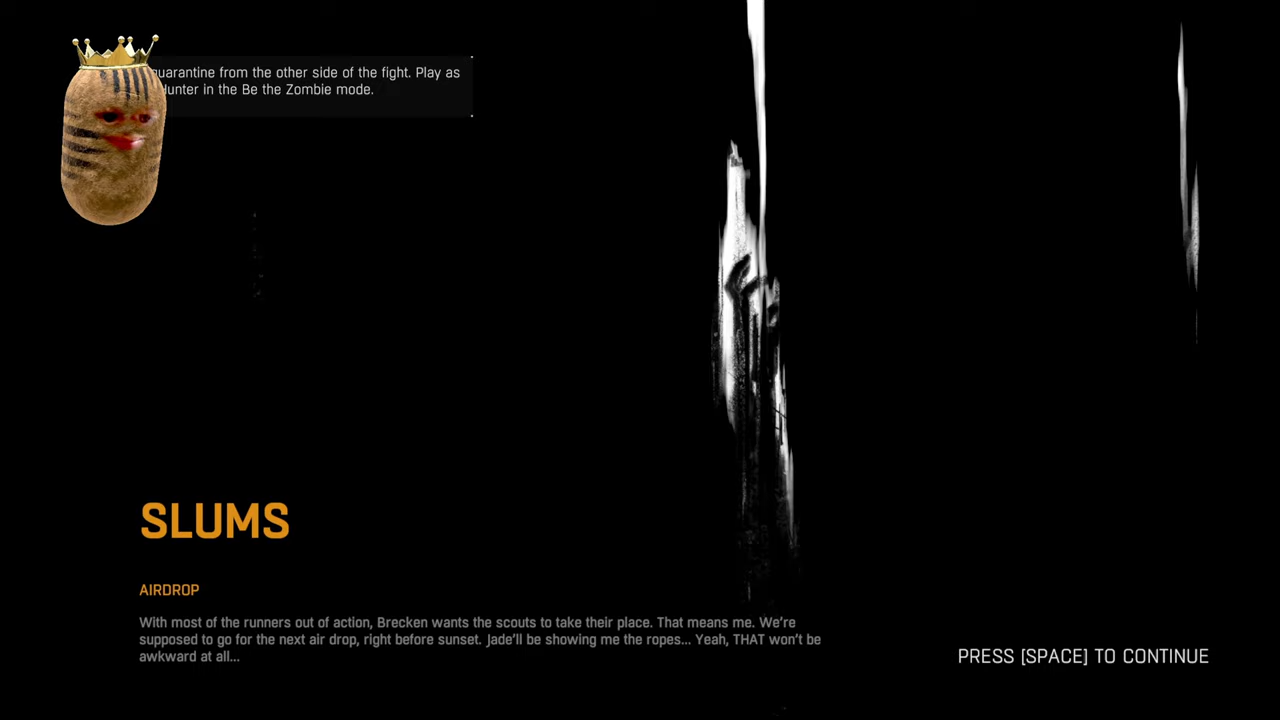 quarantine from the other side of the fight. Play as
Hunter in the Be the Zombie mode.
SLUMS
AIRDROP
With most of the runners out of action, Brecken wants the scouts to take their place. That means me. We're
supposed to go for the next air drop, right before sunset. Jade'll be showing me the ropes... Yeah, THAT won't be
awkward at all...
PRESS [SPACE] TO CONTINUE